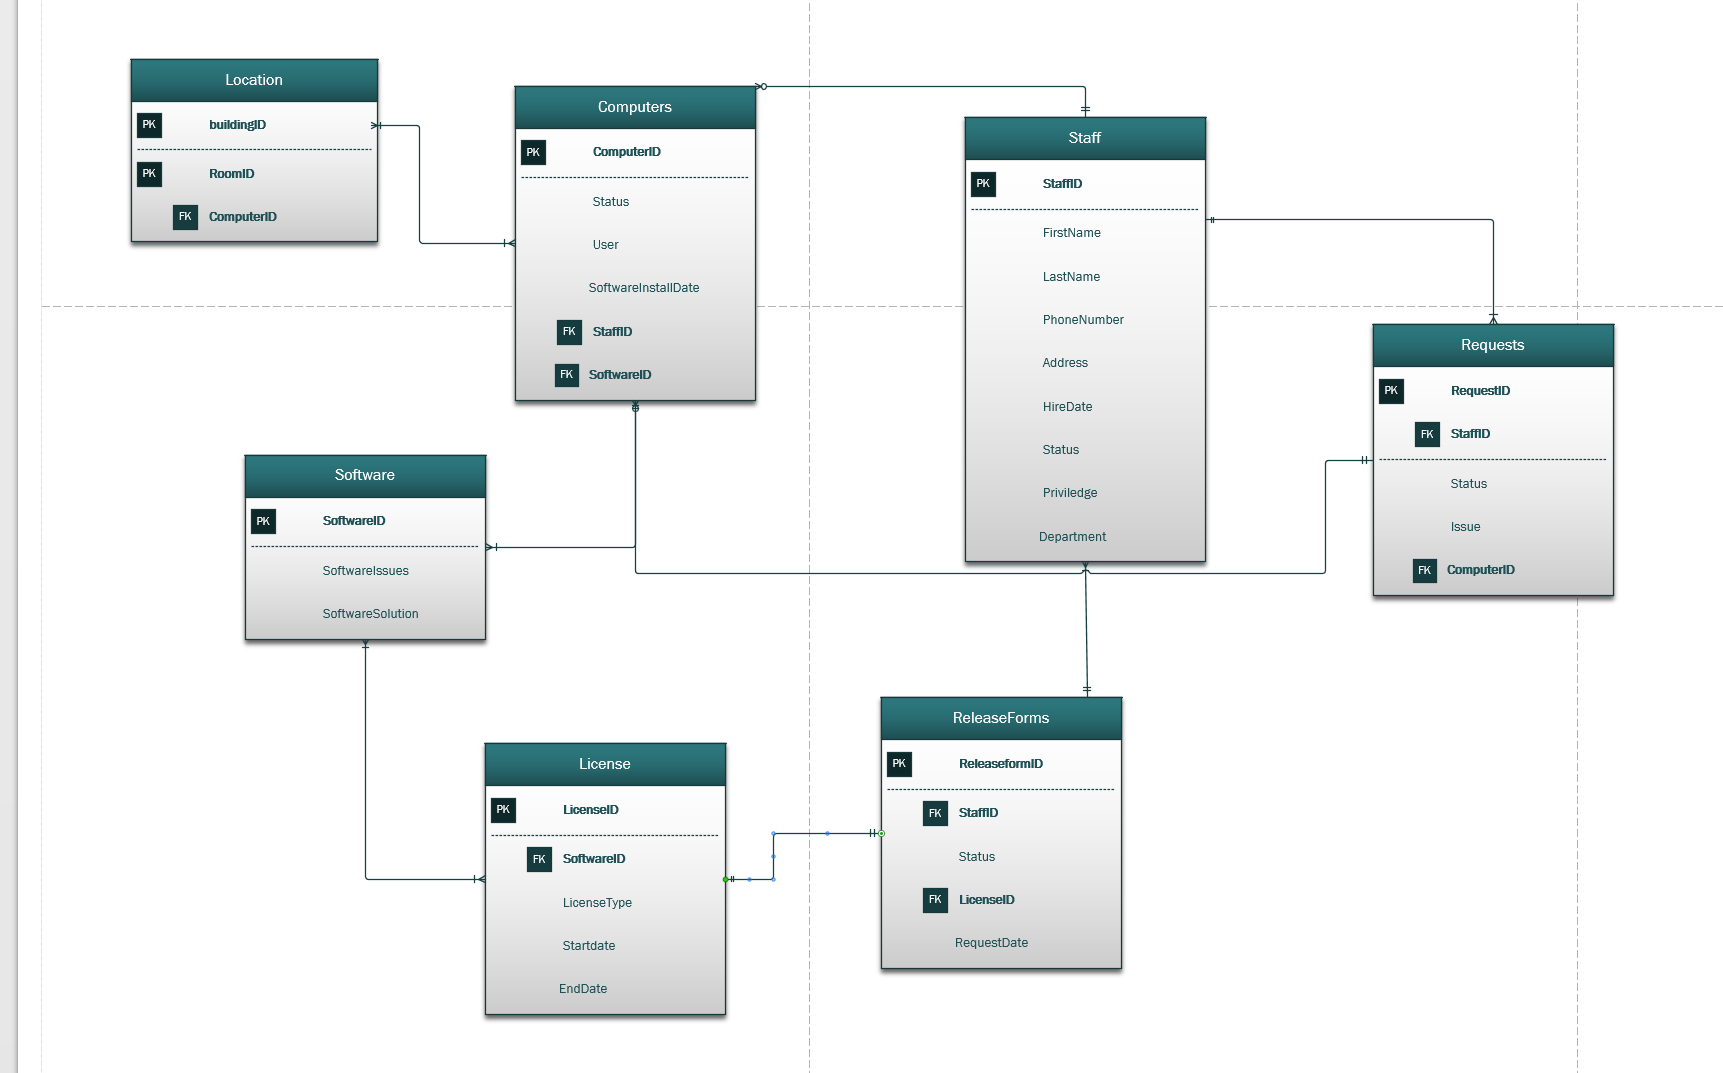 Location
PK buildingID
PK RoomID
FK ComputerID
Computers
PK ComputerID
Status
User
SoftwareInstallDate
FK StaffID
FK SoftwareID
Staff
PK StaffID
FirstName
LastName
PhoneNumber
Address
HireDate
Status
Priviledge
Department
Requests
PK RequestID
FK StaffID
Status
Issue
FK ComputerID
Software
PK SoftwareID
SoftwareIssues
SoftwareSolution
License
PK LicenseID
FK SoftwareID
LicenseType
Startdate
EndDate
ReleaseForms
PK ReleaseformID
FK StaffID
Status
FK LicenseID
RequestDate